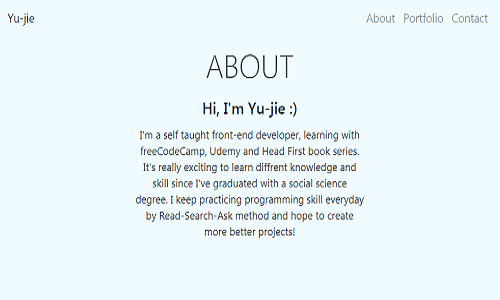 Yu-jie
About Portfolio Contact
ABOUT
Hi, I'm Yu-jie :)
I'm a self taught front-end developer, learning with
freeCodeCamp, Udemy and Head First book series.
It's really exciting to learn diffrent knowledge and
skill since I've graduated with a social science
degree. I keep practicing programming skill everyday
by Read-Search-Ask method and hope to create
more better projects!